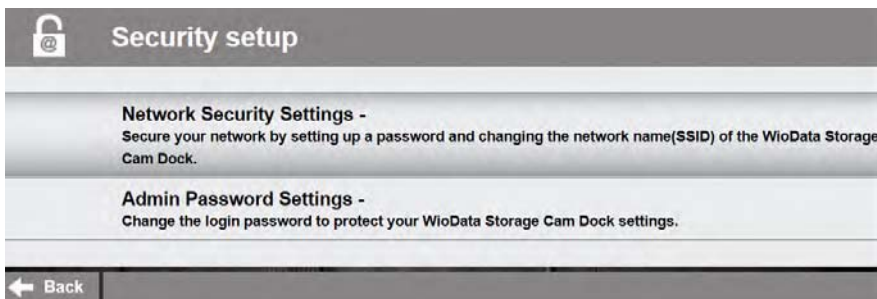 @
Security setup
Network Security Settings -
Secure your network by setting up a password and changing the network name(SSID) of the WioData Storage
Cam Dock.
Admin Password Settings -
Change the login password to protect your WioData Storage Cam Dock settings.
Back